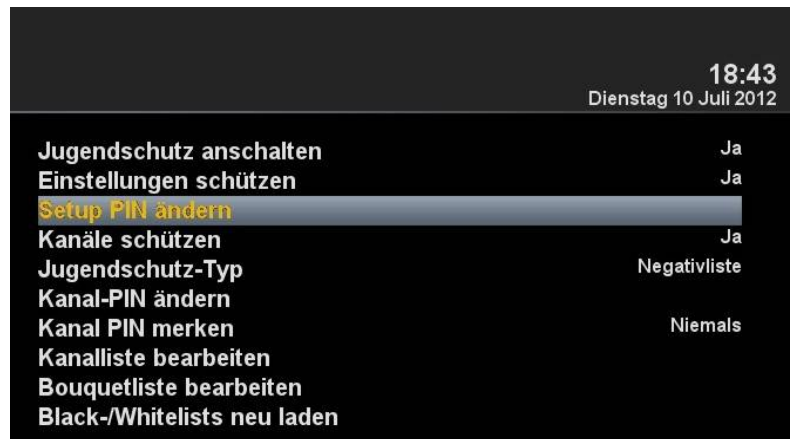 18:43
Dienstag 10 Juli 2012
Jugendschutz anschalten Ja
Einstellungen schützen Ja
Setup PIN ändern
Kanäle schützen Ja
Jugendschutz-Typ Negativliste
Kanal-PIN ändern
Kanal PIN merken Niemals
Kanalliste bearbeiten
Bouquetliste bearbeiten
Black-/Whitelists neu laden